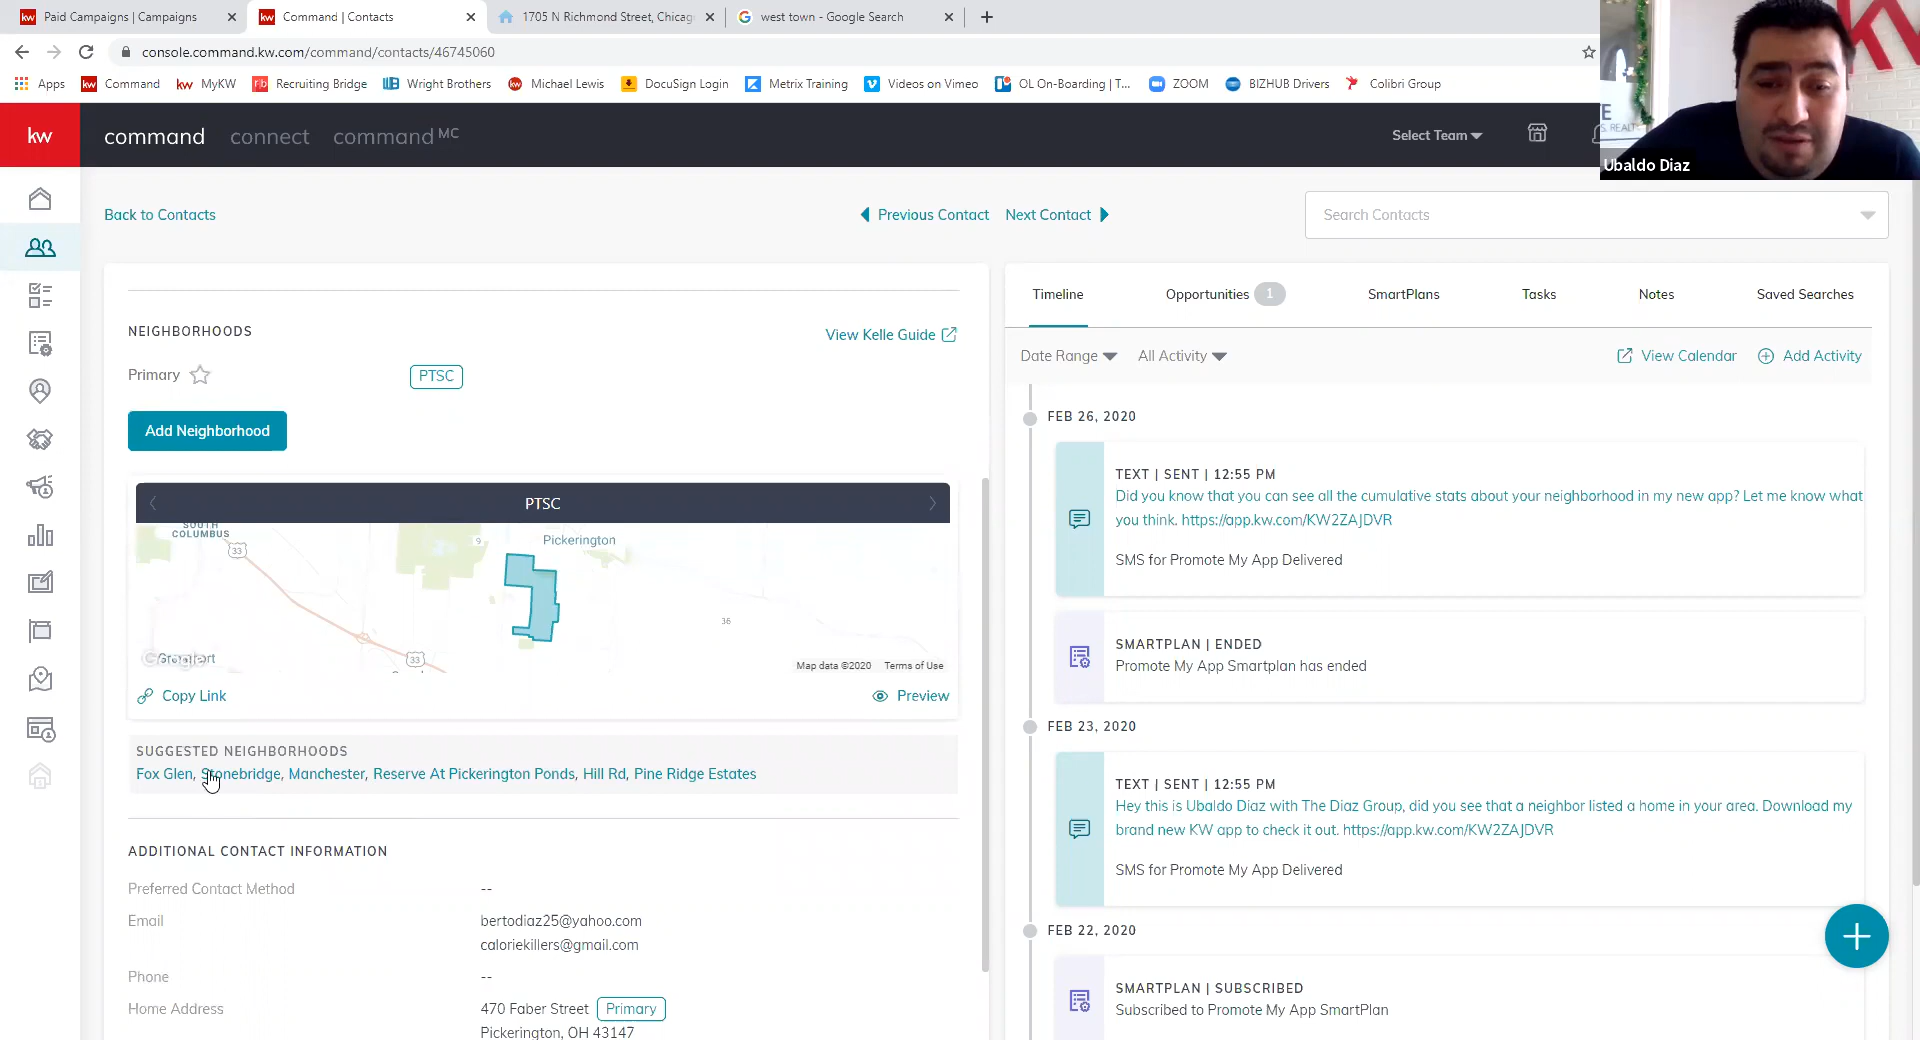 Paid Campaigns | Campaigns
Command | Contacts
1705 N Richmond Street, Chicag
west town - Google Search
console.command.kw.com/command/contacts/46745060
Apps
Command
MyKW
Recruiting Bridge
Wright Brothers
Michael Lewis
DocuSign Login
Metrix Training
Videos on Vimeo
OL On-Boarding | T...
ZOOM
BIZHUB Drivers
Colibri Group
kw
command
connect
command MC
Select Team
Ubaldo Diaz
Back to Contacts
Previous Contact
Next Contact
Search Contacts
NEIGHBORHOODS
View Kelle Guide
Primary
PTSC
Add Neighborhood
PTSC
SOUTH
COLUMBUS
33
9
Pickerington
36
33
Google
Map data ©2020
Terms of Use
Copy Link
Preview
SUGGESTED NEIGHBORHOODS
Fox Glen, Stonebridge, Manchester, Reserve At Pickerington Ponds, Hill Rd, Pine Ridge Estates
ADDITIONAL CONTACT INFORMATION
Preferred Contact Method
--
Email
bertodiaz25@yahoo.com
caloriekillers@gmail.com
Phone
--
Home Address
470 Faber Street
Primary
Pickerington, OH 43147
Timeline
Opportunities 1
SmartPlans
Tasks
Notes
Saved Searches
Date Range
All Activity
View Calendar
Add Activity
FEB 26, 2020
TEXT | SENT | 12:55 PM
Did you know that you can see all the cumulative stats about your neighborhood in my new app? Let me know what
you think. https://app.kw.com/KW2ZAJDVR
SMS for Promote My App Delivered
SMARTPLAN | ENDED
Promote My App Smartplan has ended
FEB 23, 2020
TEXT | SENT | 12:55 PM
Hey this is Ubaldo Diaz with The Diaz Group, did you see that a neighbor listed a home in your area. Download my
brand new KW app to check it out. https://app.kw.com/KW2ZAJDVR
SMS for Promote My App Delivered
FEB 22, 2020
SMARTPLAN | SUBSCRIBED
Subscribed to Promote My App SmartPlan